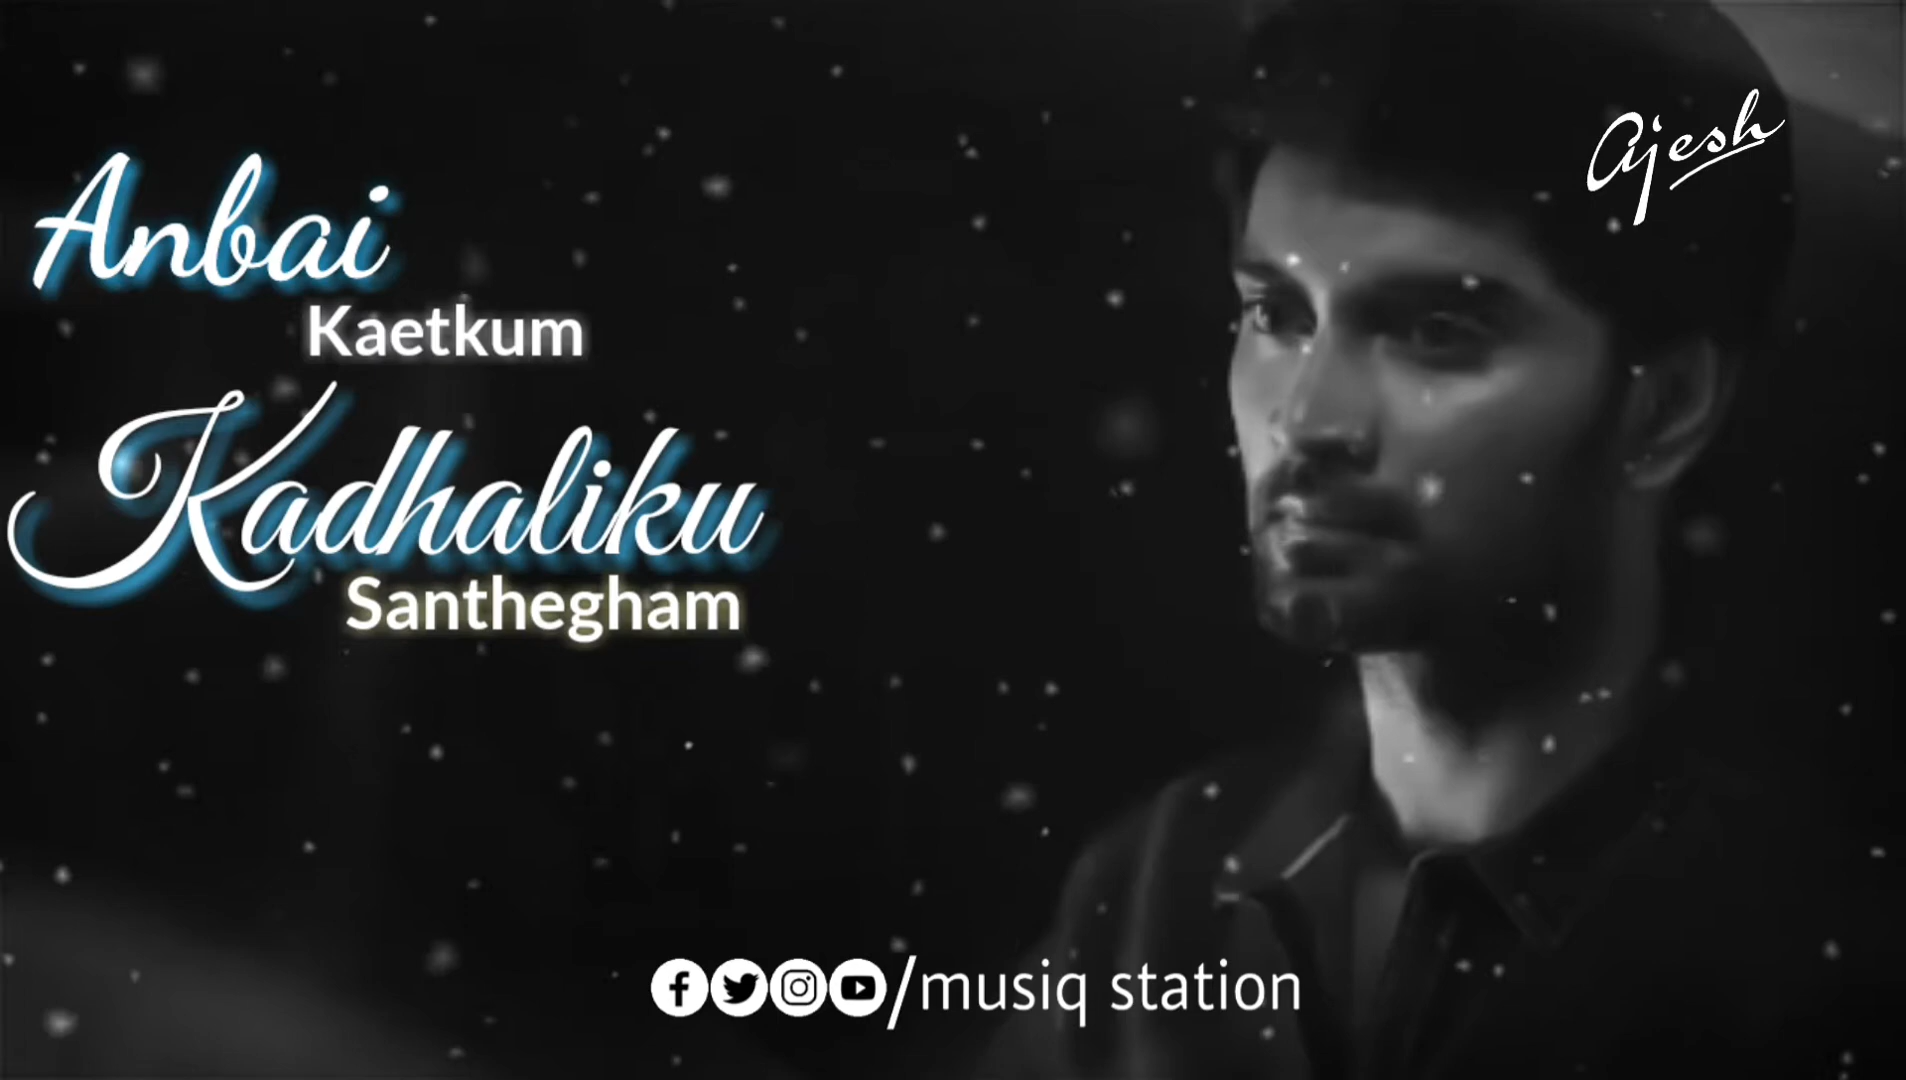 Ajesh
Anbai
Kaetkum
Kadhaliku
Santhegham
/musiq station